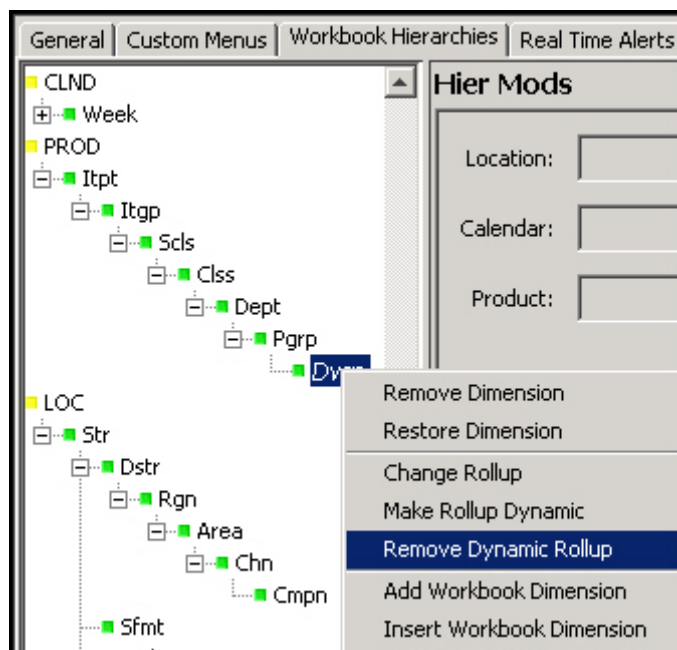 General
Custom Menus
Workbook Hierarchies
Real Time Alerts
CLND
Week
PROD
Itpt
Itgp
Scls
Clss
Dept
Pgrp
LOC
Str
Dstr
Rgn
Area
Chn
Cmpn
Sfmt
Hier Mods
Location:
Calendar:
Product:
Remove Dimension
Restore Dimension
Change Rollup
Make Rollup Dynamic
Remove Dynamic Rollup
Add Workbook Dimension
Insert Workbook Dimension